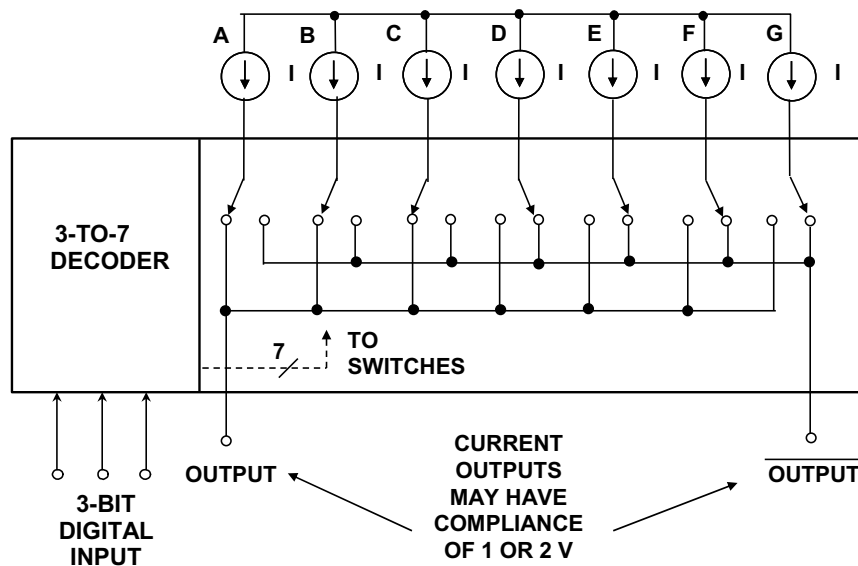 A B C D E F G
I I I I I I I
3-TO-7
DECODER
7
TO
SWITCHES
OUTPUT
CURRENT
OUTPUTS
MAY HAVE
COMPLIANCE
OF 1 OR 2 V
OUTPUT
3-BIT
DIGITAL
INPUT